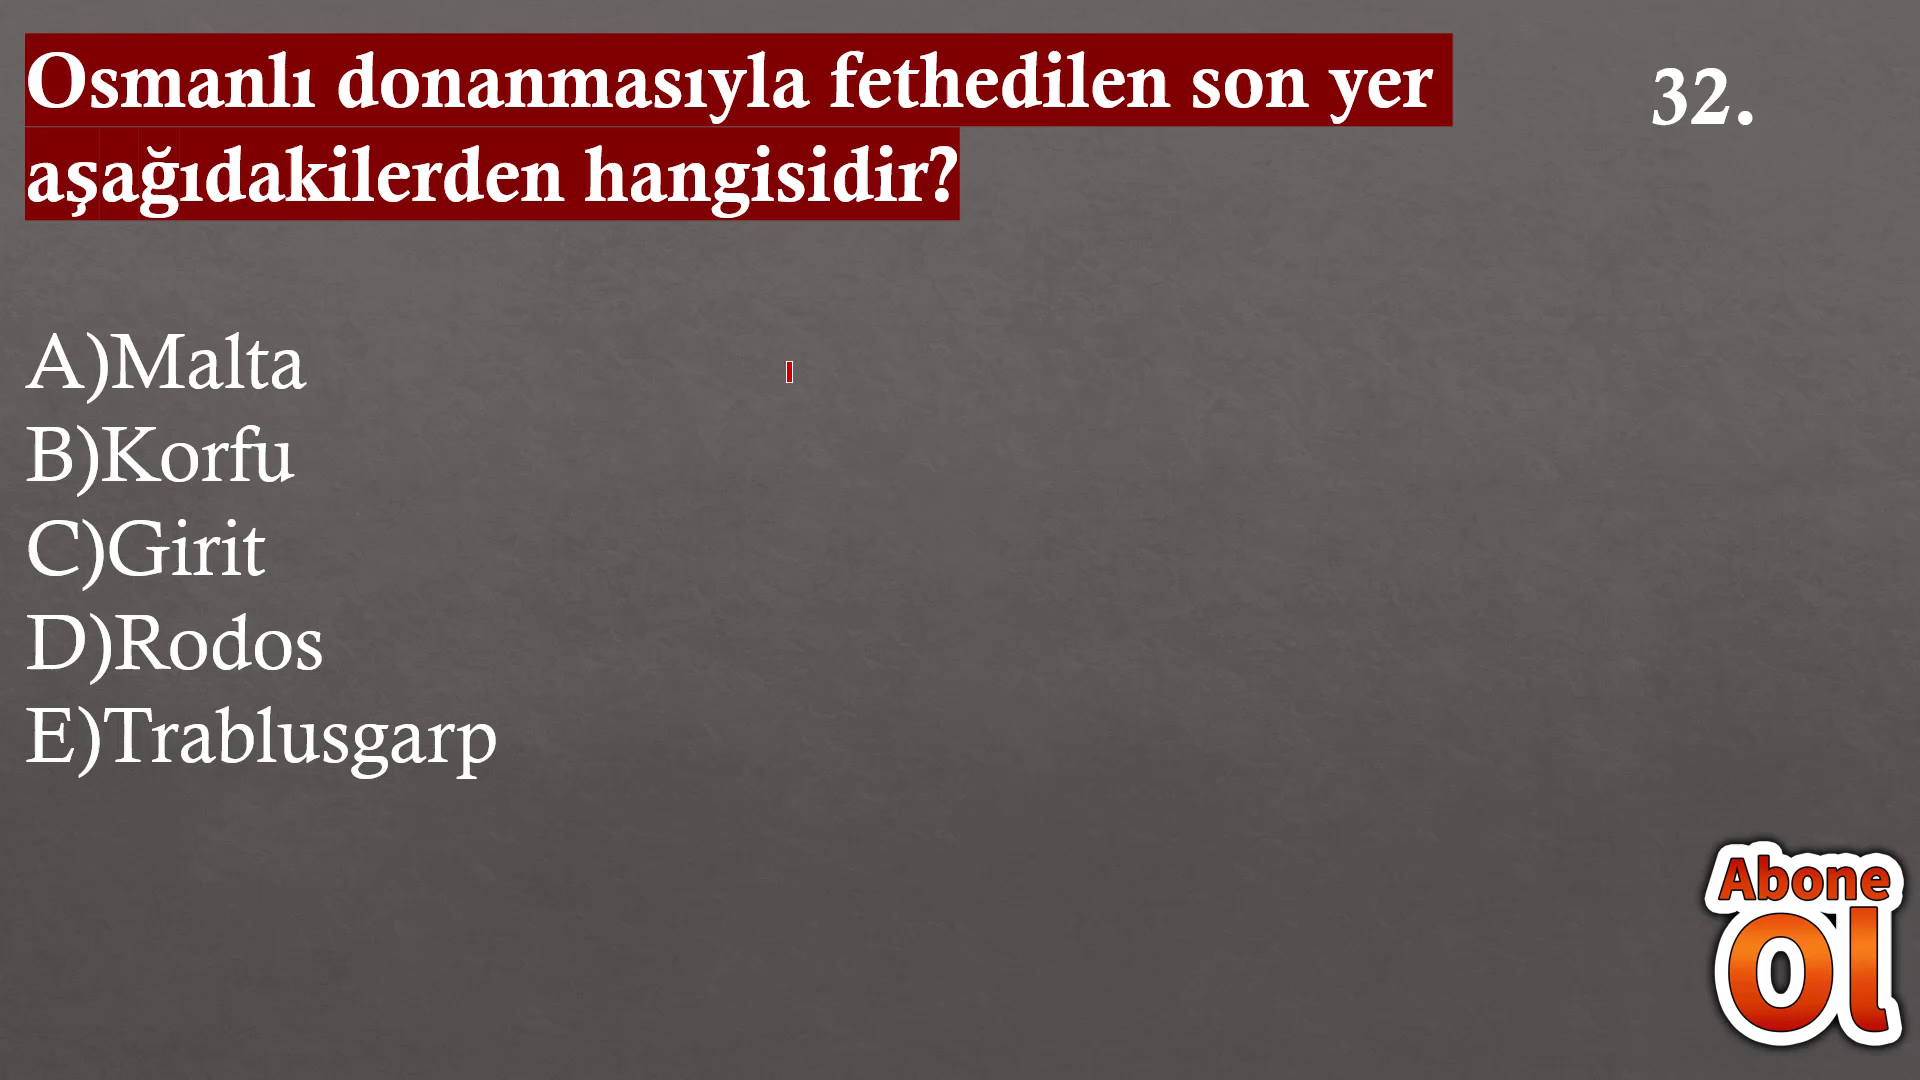 Osmanlı donanmasıyla fethedilen son yer
aşağıdakilerden hangisidir?
32.
A)Malta
B)Korfu
C)Girit
D)Rodos
E)Trablusgarp
Abone
Ol